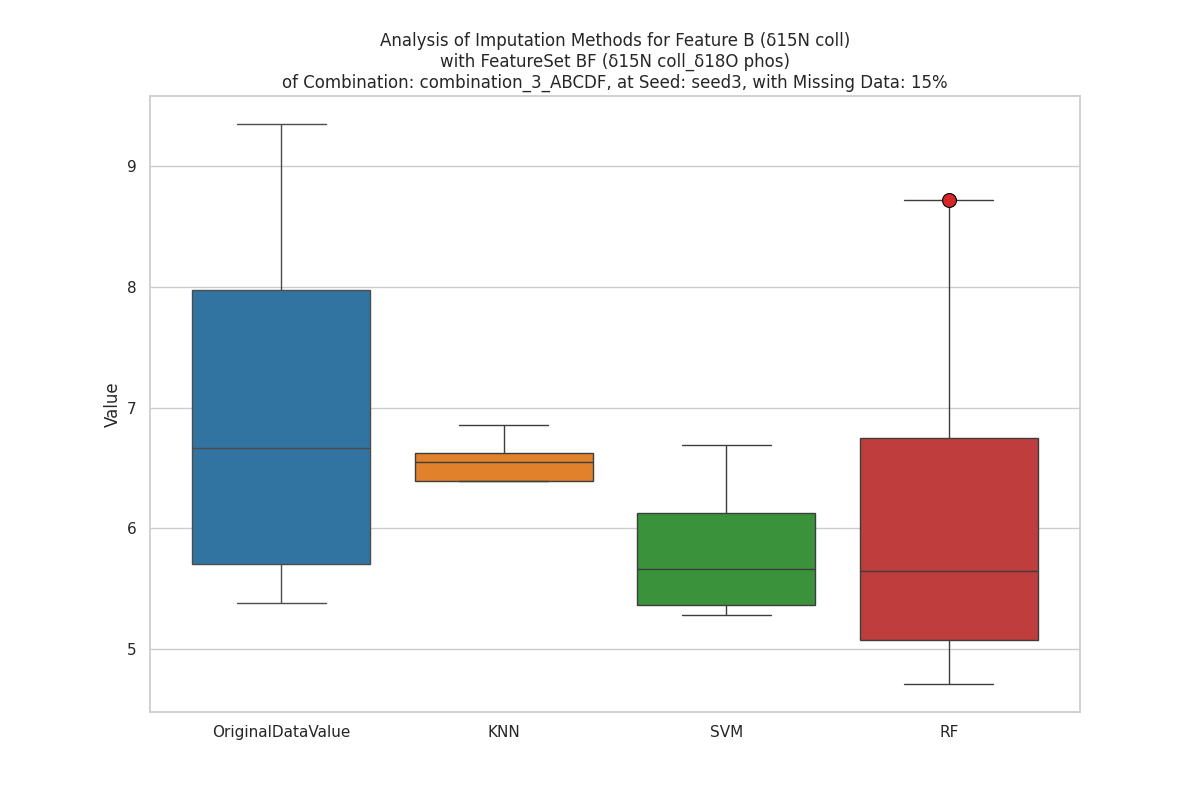 Analysis of Imputation Methods for Feature B (δ15N coll)
with FeatureSet BF (δ15N coll_δ18O phos)
of Combination: combination_3_ABCDF, at Seed: seed3, with Missing Data: 15%
9
8
7
6
5
Value
OriginalDataValue
KNN
SVM
RF